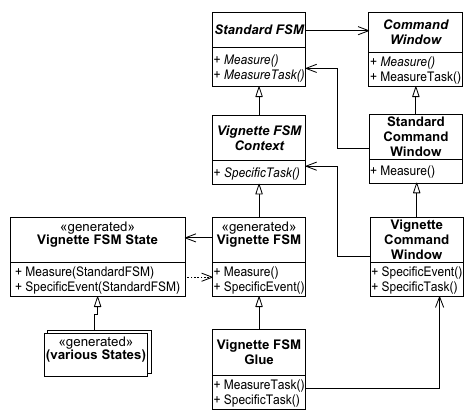 Standard FSM
+ Measure()
+ MeasureTask()
Command
Window
+ Measure()
+ MeasureTask()
Vignette FSM
Context
+ SpecificTask()
Standard
Command
Window
+ Measure()
«generated»
Vignette FSM State
+ Measure(StandardFSM)
+ SpecificEvent(StandardFSM)
«generated»
Vignette FSM
+ Measure()
+ SpecificEvent()
Vignette
Command
Window
+ SpecificEvent()
+ SpecificTask()
«generated»
(various States)
Vignette FSM
Glue
+ MeasureTask()
+ SpecificTask()